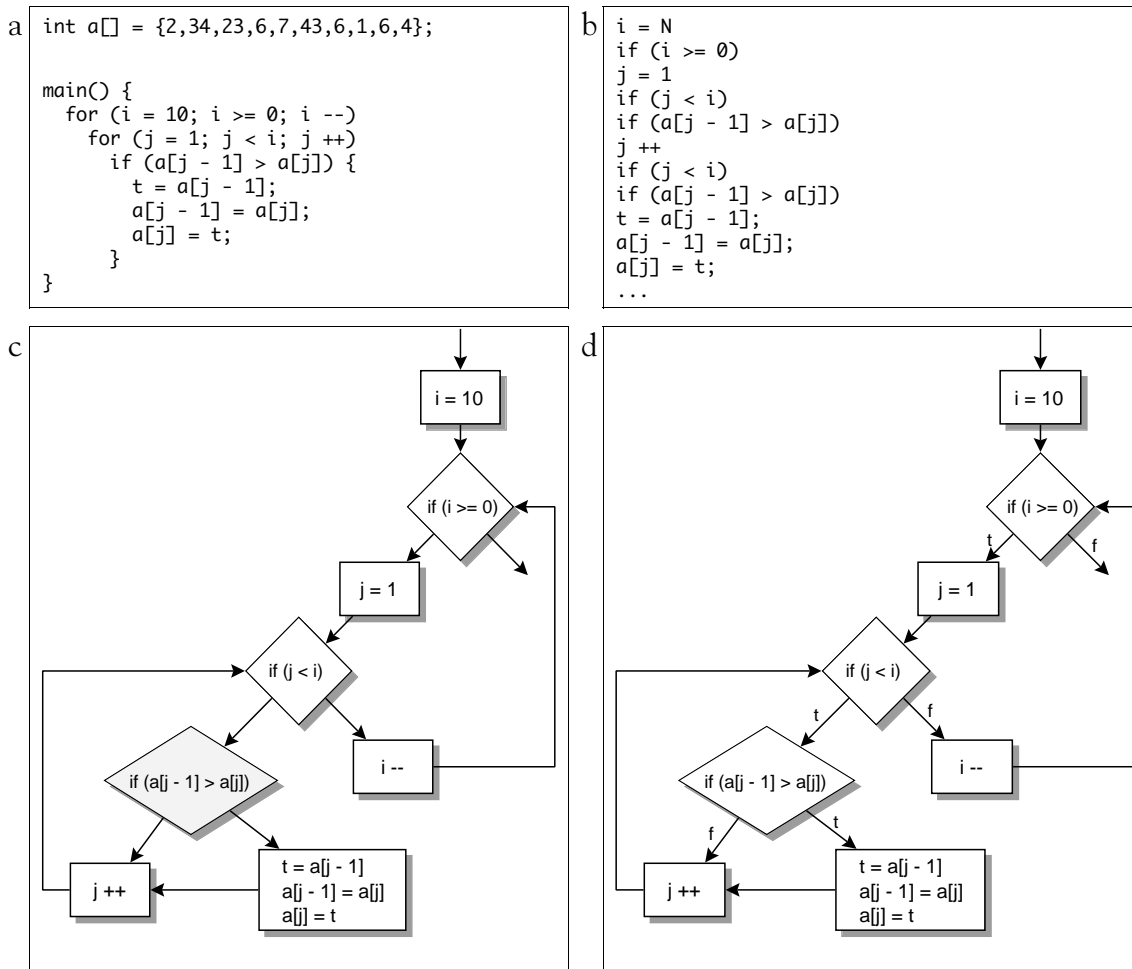 a
int a[] = {2,34,23,6,7,43,6,1,6,4};
main() {
for (i = 10; i >= 0; i --)
for (j = 1; j < i; j ++)
if (a[j - 1] > a[j]) {
t = a[j - 1];
a[j - 1] = a[j];
a[j] = t;
}
}
b
i = N
if (i >= 0)
j = 1
if (j < i)
if (a[j - 1] > a[j])
j ++
if (j < i)
if (a[j - 1] > a[j])
t = a[j - 1];
a[j - 1] = a[j];
a[j] = t;
...
c
i = 10
if (i >= 0)
j = 1
if (j < i)
if (a[j - 1] > a[j])
i --
j ++
t = a[j - 1]
a[j - 1] = a[j]
a[j] = t
d
i = 10
if (i >= 0)
t
f
j = 1
if (j < i)
t
f
if (a[j - 1] > a[j])
i --
f
t
j ++
t = a[j - 1]
a[j - 1] = a[j]
a[j] = t